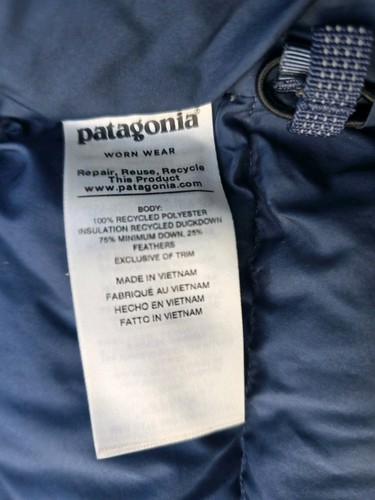 patagonia®
WORN WEAR
Repair, Reuse, Recycle
This Product
www.patagonia.com
BODY:
100% RECYCLED POLYESTER
INSULATION RECYCLED DUCKDOWN
75% MINIMUM DOWN, 25%
FEATHERS
EXCLUSIVE OF TRIM
MADE IN VIETNAM
FABRIQUÉ AU VIETNAM
HECHO EN VIETNAM
FATTO IN VIETNAM